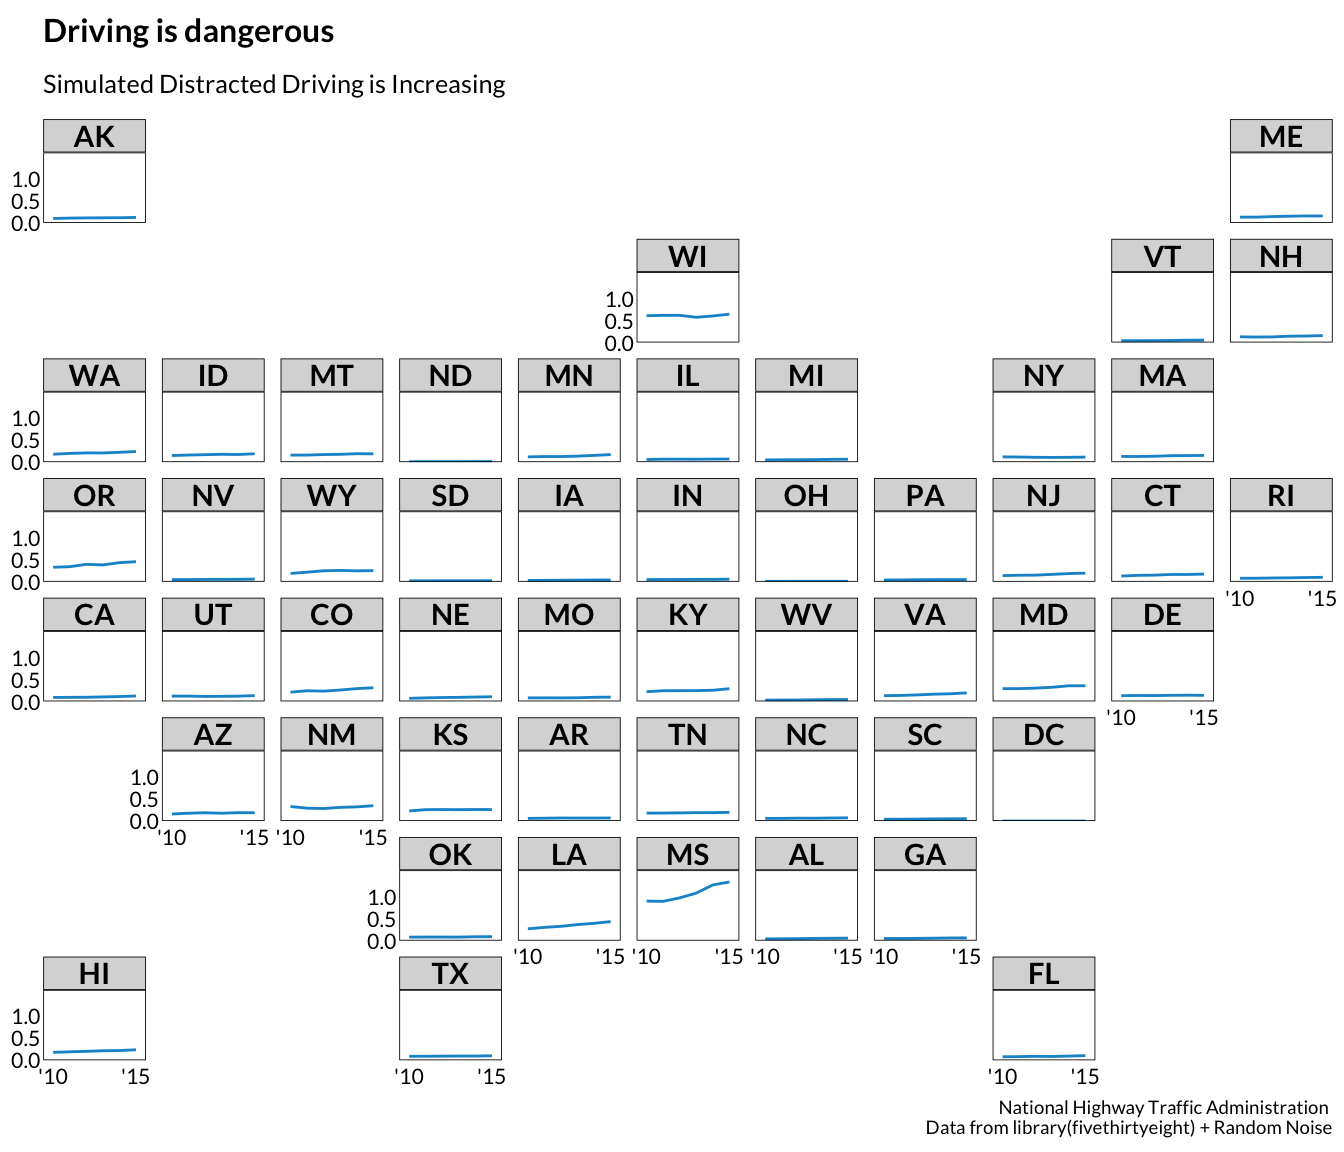 Driving is dangerous
Simulated Distracted Driving is Increasing
AK ME
1.0
0.5
0.0
WI VT NH
1.0
0.5
0.0
WA ID MT ND MN IL MI NY MA
1.0
0.5
0.0
OR NV WY SD IA IN OH PA NJ CT RI
1.0
0.5
0.0
'10 '15
CA UT CO NE MO KY WV VA MD DE
1.0
0.5
0.0
'10 '15
AZ NM KS AR TN NC SC DC
1.0
0.5
0.0
'10 '15 '10 '15
OK LA MS AL GA
1.0
0.5
0.0
'10 '15 '10 '15 '10 '15 '10 '15
HI TX FL
1.0
0.5
0.0
'10 '15 '10 '15 '10 '15
National Highway Traffic Administration
Data from library(fivethirtyeight) + Random Noise